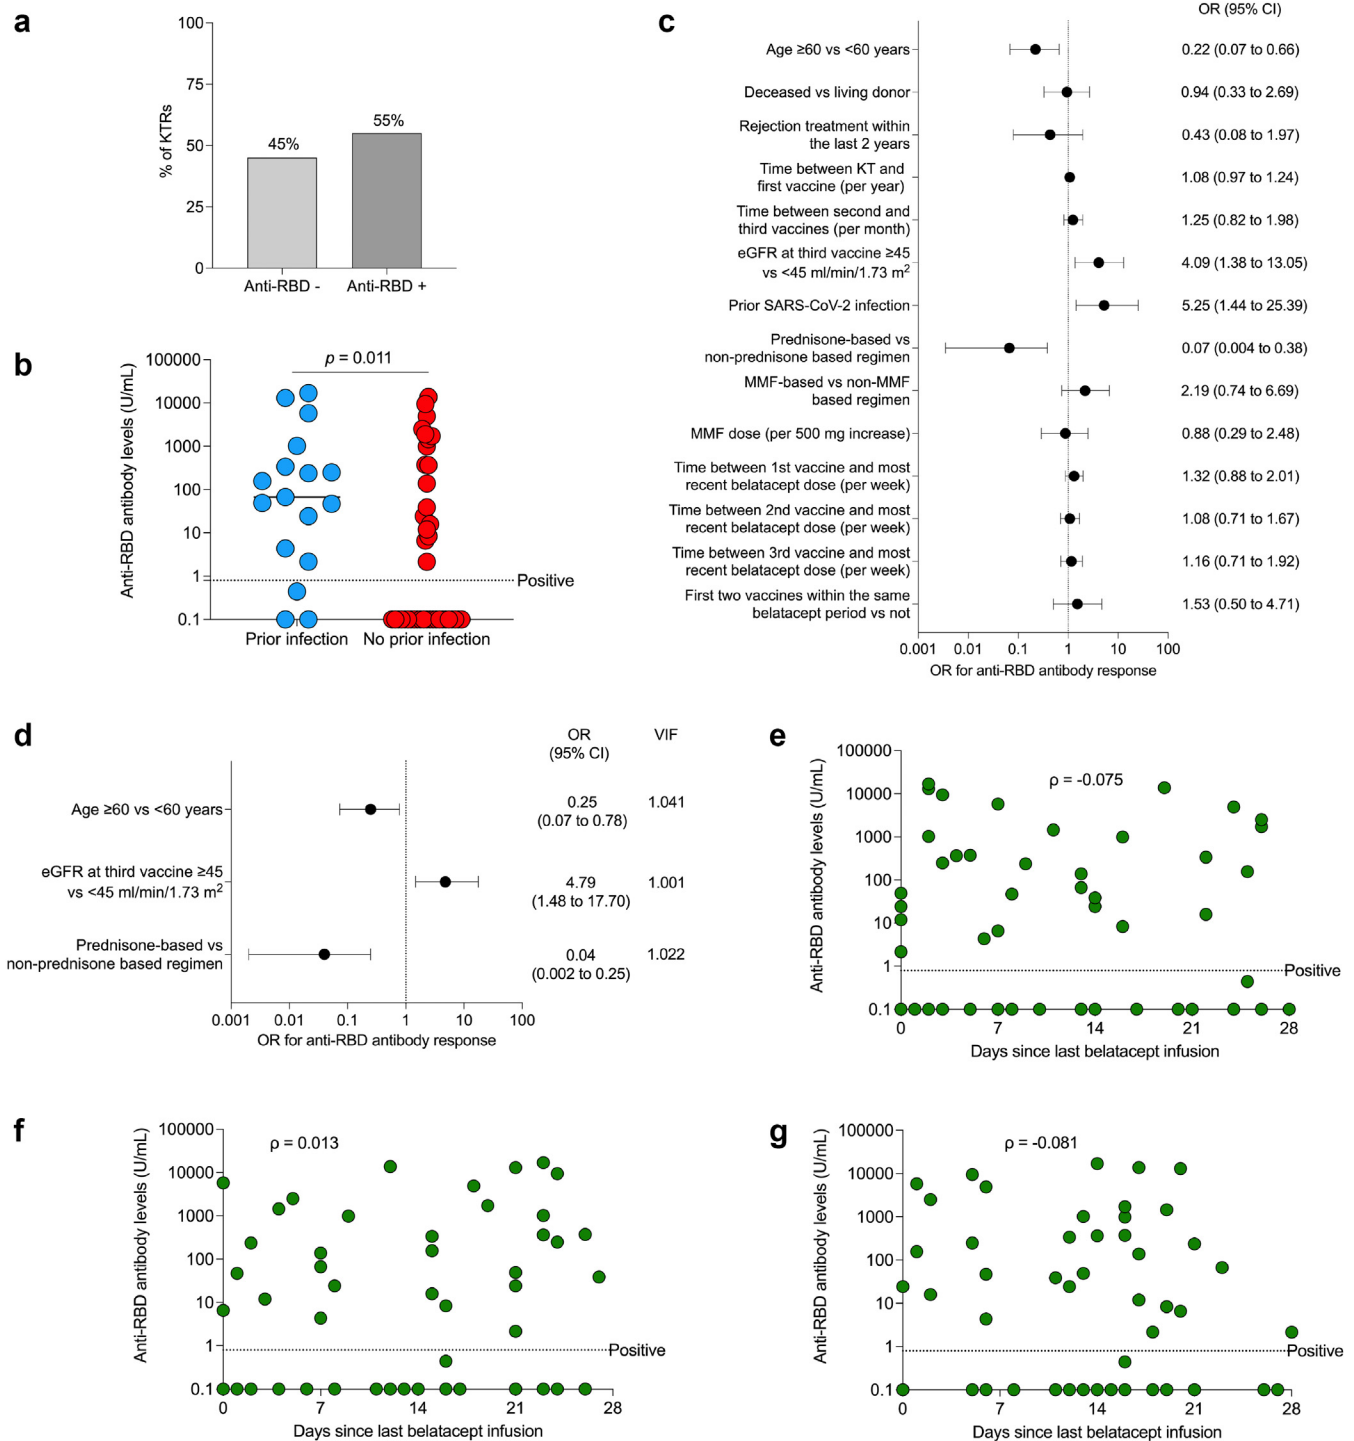 a
100
75
50
25
0
% of KTRs
45%
55%
Anti-RBD -
Anti-RBD +
b
Anti-RBD antibody levels (U/mL)
100000
10000
1000
100
10
1
0.1
p = 0.011
Positive
Prior infection
No prior infection
c
OR (95% CI)
Age ≥60 vs <60 years
0.22 (0.07 to 0.66)
Deceased vs living donor
0.94 (0.33 to 2.69)
Rejection treatment within
the last 2 years
0.43 (0.08 to 1.97)
Time between KT and
first vaccine (per year)
1.08 (0.97 to 1.24)
Time between second and
third vaccines (per month)
1.25 (0.82 to 1.98)
eGFR at third vaccine ≥45
vs <45 ml/min/1.73 m²
4.09 (1.38 to 13.05)
Prior SARS-CoV-2 infection
5.25 (1.44 to 25.39)
Prednisone-based vs
non-prednisone based regimen
0.07 (0.004 to 0.38)
MMF-based vs non-MMF
based regimen
2.19 (0.74 to 6.69)
MMF dose (per 500 mg increase)
0.88 (0.29 to 2.48)
Time between 1st vaccine and most
recent belatacept dose (per week)
1.32 (0.88 to 2.01)
Time between 2nd vaccine and most
recent belatacept dose (per week)
1.08 (0.71 to 1.67)
Time between 3rd vaccine and most
recent belatacept dose (per week)
1.16 (0.71 to 1.92)
First two vaccines within the same
belatacept period vs not
1.53 (0.50 to 4.71)
0.001 0.01 0.1 1 10 100
OR for anti-RBD antibody response
d
OR
(95% CI)
VIF
Age ≥60 vs <60 years
0.25
(0.07 to 0.78)
1.041
eGFR at third vaccine ≥45
vs <45 ml/min/1.73 m²
4.79
(1.48 to 17.70)
1.001
Prednisone-based vs
non-prednisone based regimen
0.04
(0.002 to 0.25)
1.022
0.001 0.01 0.1 1 10 100
OR for anti-RBD antibody response
e
Anti-RBD antibody levels (U/mL)
100000
10000
1000
100
10
1
0.1
ρ = -0.075
Positive
0 7 14 21 28
Days since last belatacept infusion
f
Anti-RBD antibody levels (U/mL)
100000
10000
1000
100
10
1
0.1
ρ = 0.013
Positive
0 7 14 21 28
Days since last belatacept infusion
g
Anti-RBD antibody levels (U/mL)
100000
10000
1000
100
10
1
0.1
ρ = -0.081
Positive
0 7 14 21 28
Days since last belatacept infusion